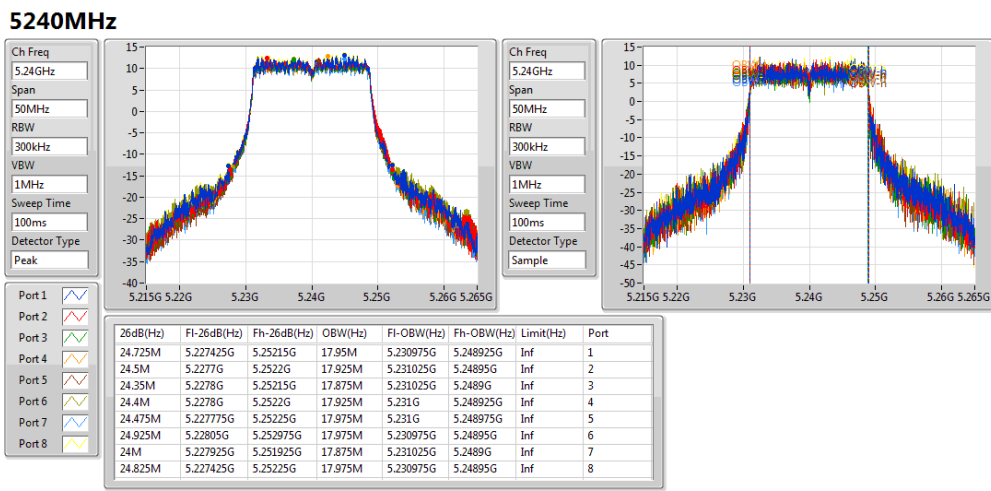 5240MHz
Ch Freq
5.24GHz
Span
50MHz
RBW
300kHz
VBW
1MHz
Sweep Time
100ms
Detector Type
Peak
15
10
5
0
-5
-10
-15
-20
-25
-30
-35
-40
5.215G 5.22G 5.23G 5.24G 5.25G 5.26G 5.265G
Ch Freq
5.24GHz
Span
50MHz
RBW
300kHz
VBW
1MHz
Sweep Time
100ms
Detector Type
Sample
15
10
5
0
-5
-10
-15
-20
-25
-30
-35
-40
-45
-50
5.215G 5.22G 5.23G 5.24G 5.25G 5.26G 5.265G
Port 1
Port 2
Port 3
Port 4
Port 5
Port 6
Port 7
Port 8
26dB(Hz) Fl-26dB(Hz) Fh-26dB(Hz) OBW(Hz) Fl-OBW(Hz) Fh-OBW(Hz) Limit(Hz) Port
24.725M 5.227425G 5.25215G 17.95M 5.230975G 5.248925G Inf 1
24.5M 5.2277G 5.2522G 17.925M 5.231025G 5.24895G Inf 2
24.35M 5.2278G 5.25215G 17.875M 5.231025G 5.2489G Inf 3
24.4M 5.2278G 5.2522G 17.925M 5.231G 5.248925G Inf 4
24.475M 5.227775G 5.25225G 17.975M 5.231G 5.248975G Inf 5
24.925M 5.22805G 5.252975G 17.975M 5.230975G 5.24895G Inf 6
24M 5.227925G 5.251925G 17.875M 5.231025G 5.2489G Inf 7
24.825M 5.227425G 5.25225G 17.975M 5.230975G 5.24895G Inf 8